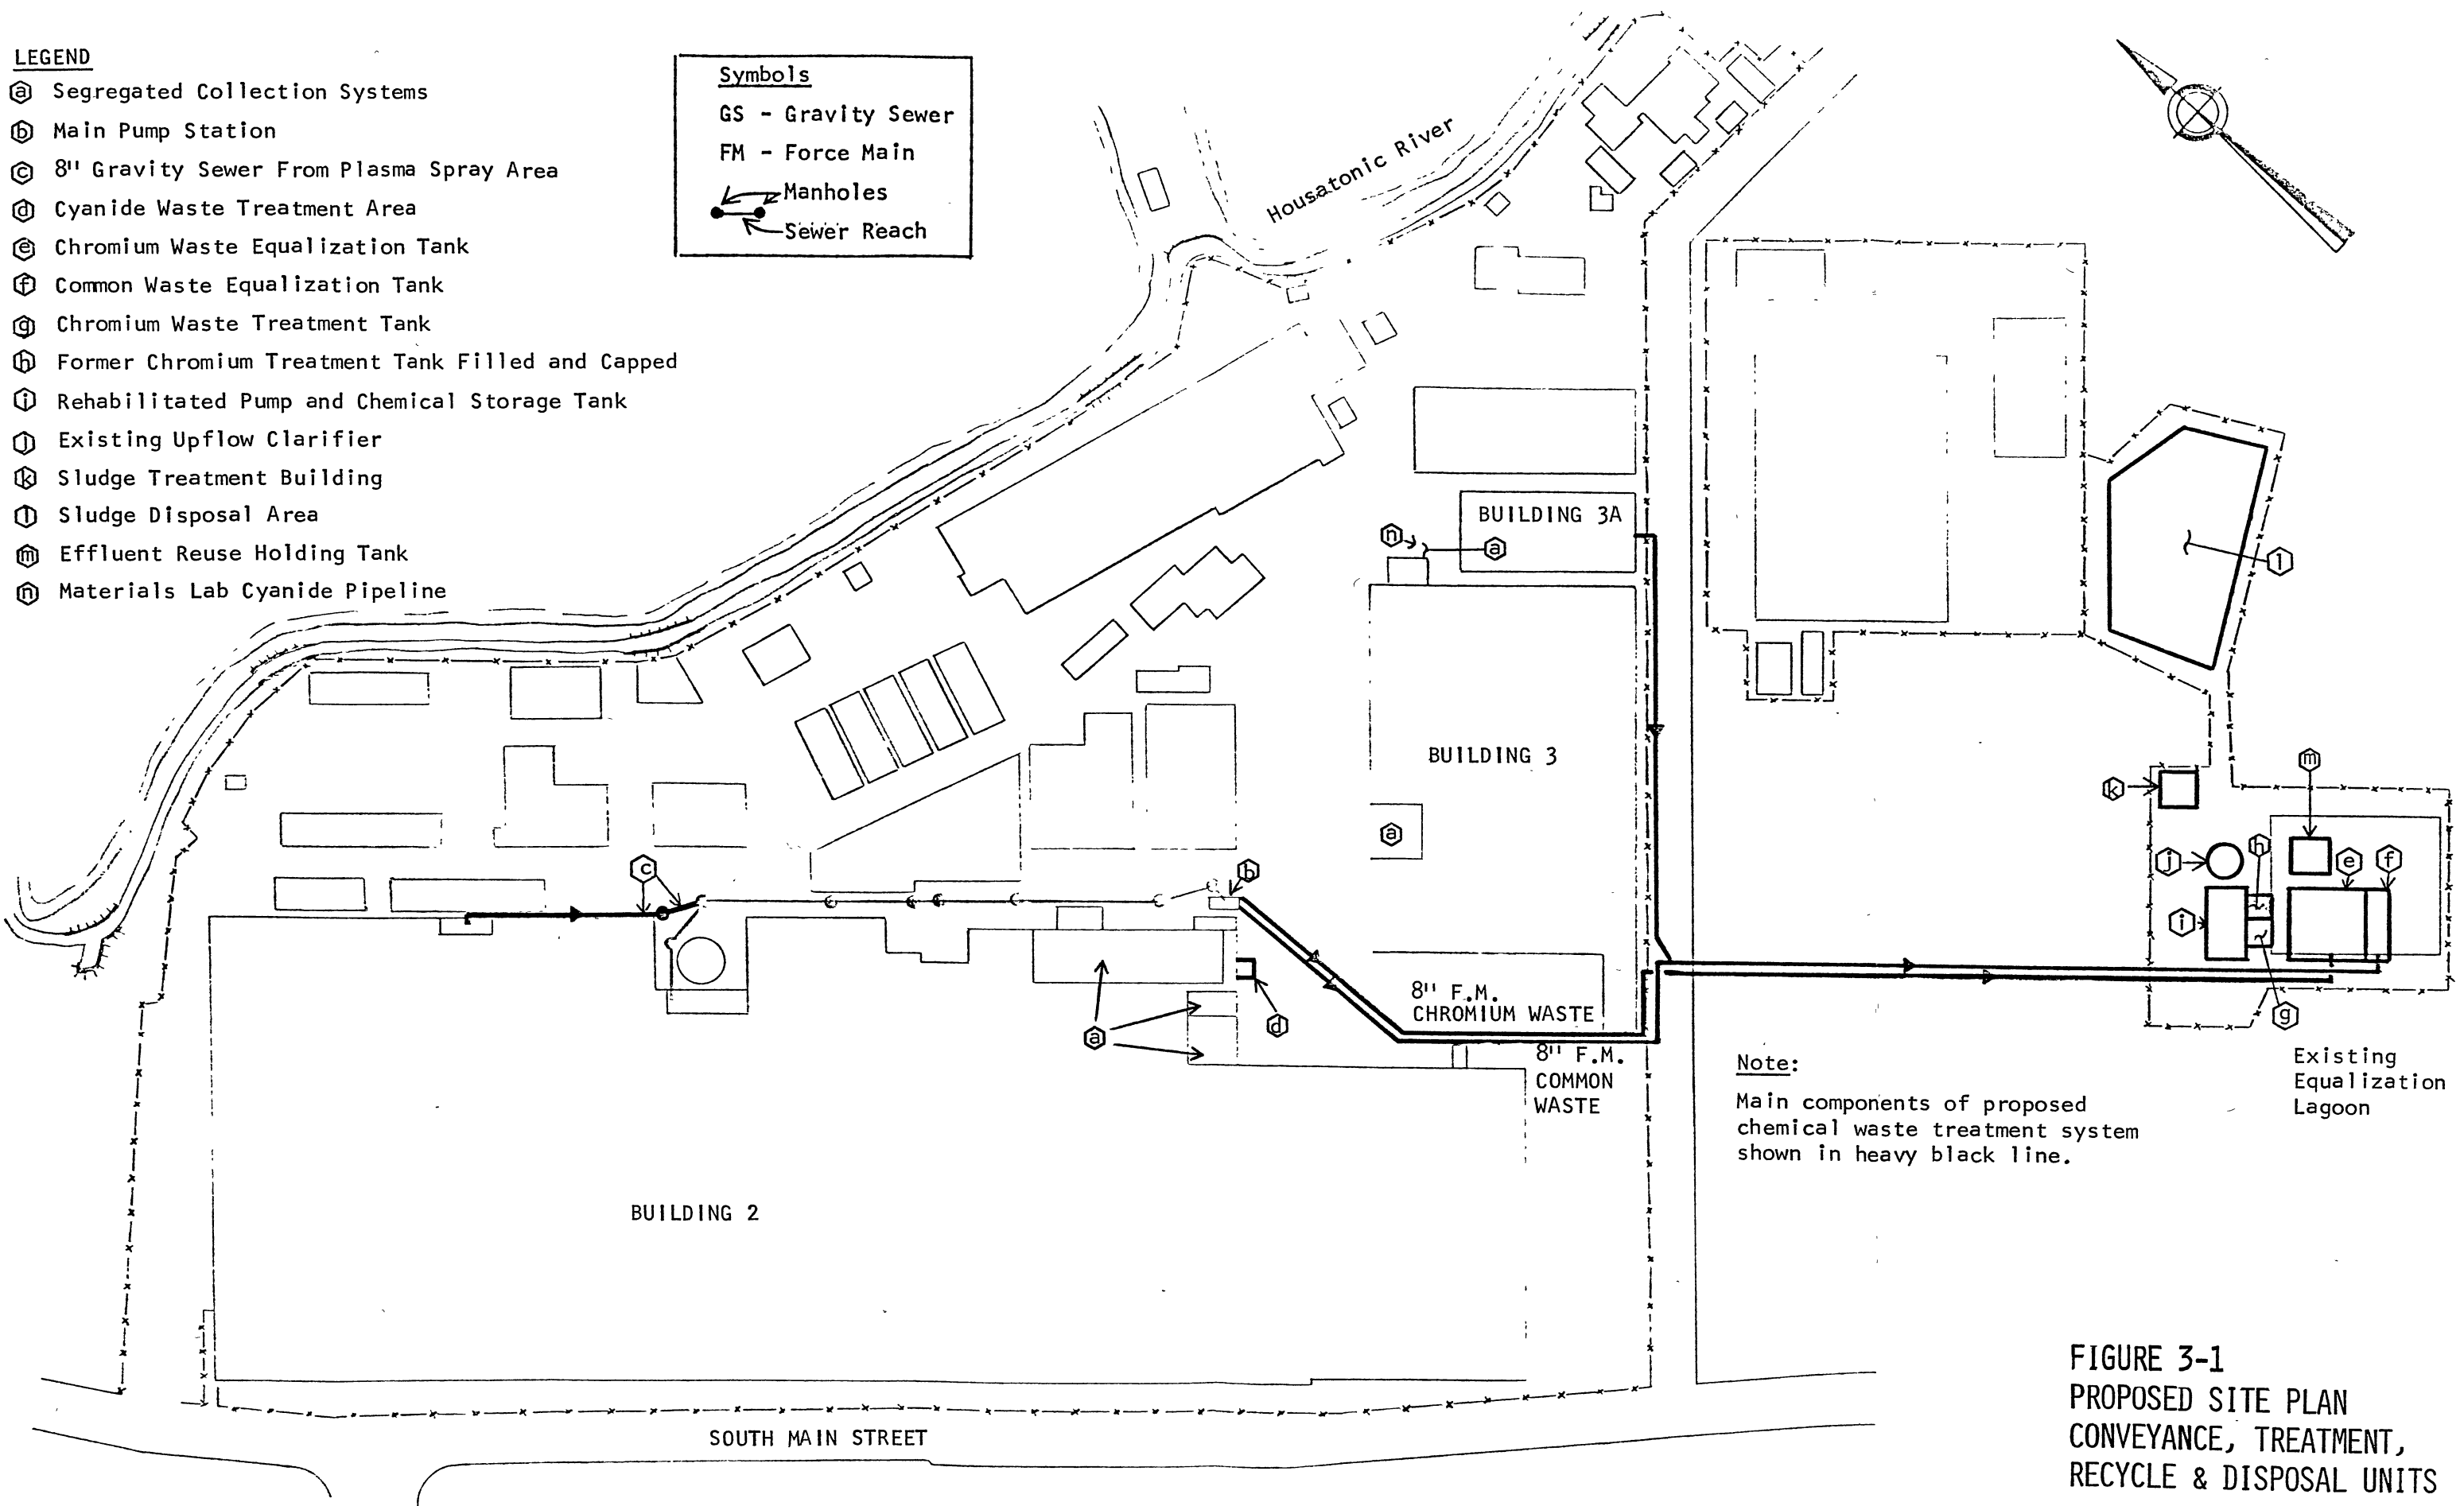 LEGEND
a Segregated Collection Systems
b Main Pump Station
c 8" Gravity Sewer From Plasma Spray Area
d Cyanide Waste Treatment Area
e Chromium Waste Equalization Tank
f Common Waste Equalization Tank
g Chromium Waste Treatment Tank
h Former Chromium Treatment Tank Filled and Capped
i Rehabilitated Pump and Chemical Storage Tank
j Existing Upflow Clarifier
k Sludge Treatment Building
l Sludge Disposal Area
m Effluent Reuse Holding Tank
n Materials Lab Cyanide Pipeline
Symbols
GS - Gravity Sewer
FM - Force Main
Manholes
Sewer Reach
Housatonic River
BUILDING 3A
n
a
l
BUILDING 3
m
k
a
h
j
e
f
c
b
i
8" F.M.
CHROMIUM WASTE
g
d
a
8" F.M.
COMMON
WASTE
Existing
Equalization
Lagoon
Note:
Main components of proposed
chemical waste treatment system
shown in heavy black line.
BUILDING 2
SOUTH MAIN STREET
FIGURE 3-1
PROPOSED SITE PLAN
CONVEYANCE, TREATMENT,
RECYCLE & DISPOSAL UNITS